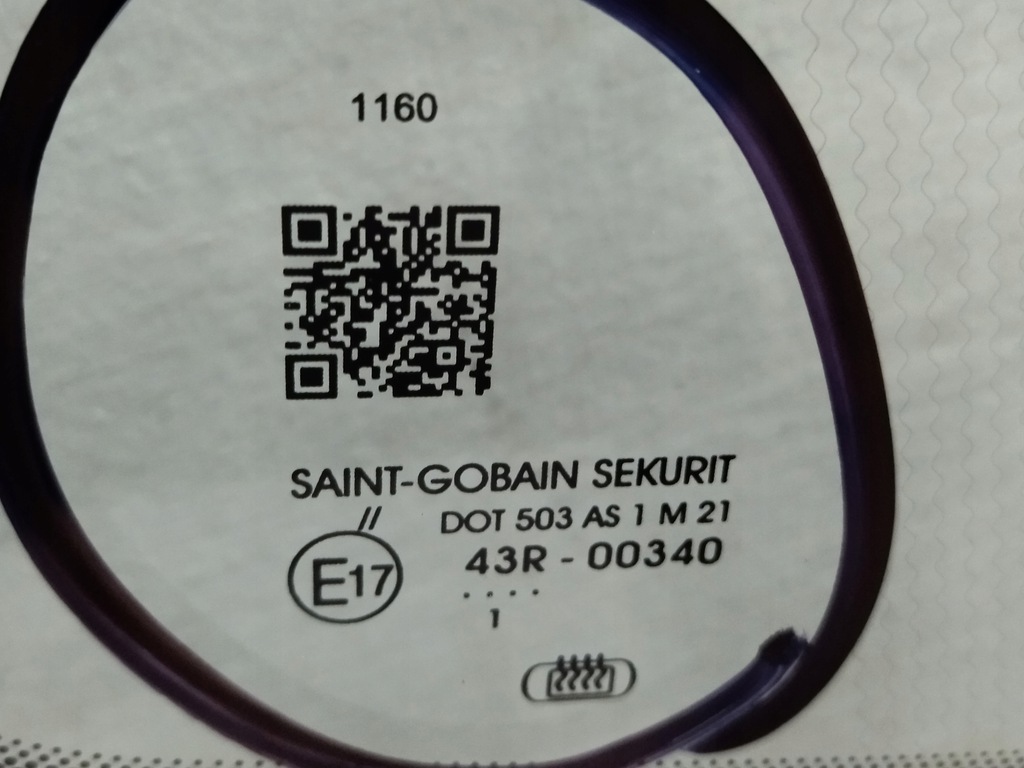 1160
SAINT-GOBAIN SEKURIT
//
DOT 503 AS 1 M 21
E17
43R - 00340
. . . .
1